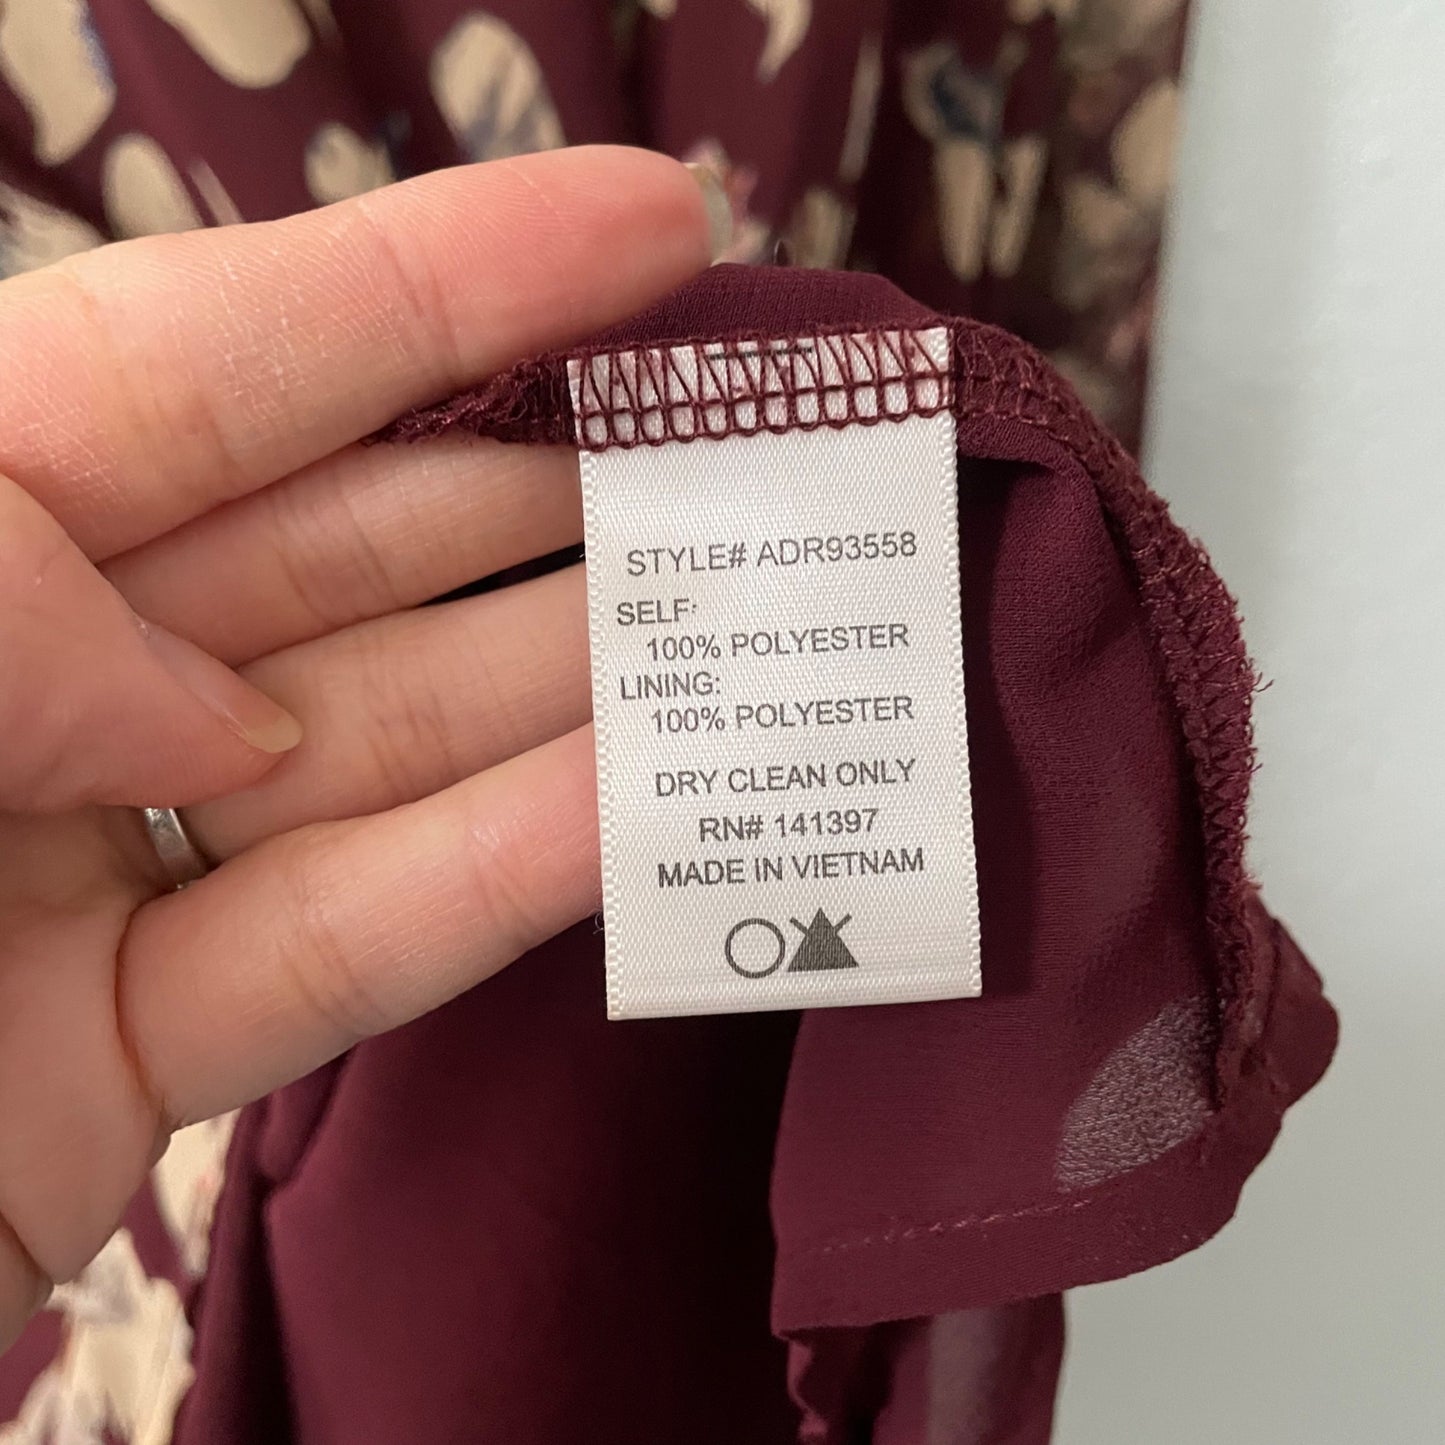 STYLE# ADR93558
SELF:
100% POLYESTER
LINING:
100% POLYESTER
DRY CLEAN ONLY
RN# 141397
MADE IN VIETNAM